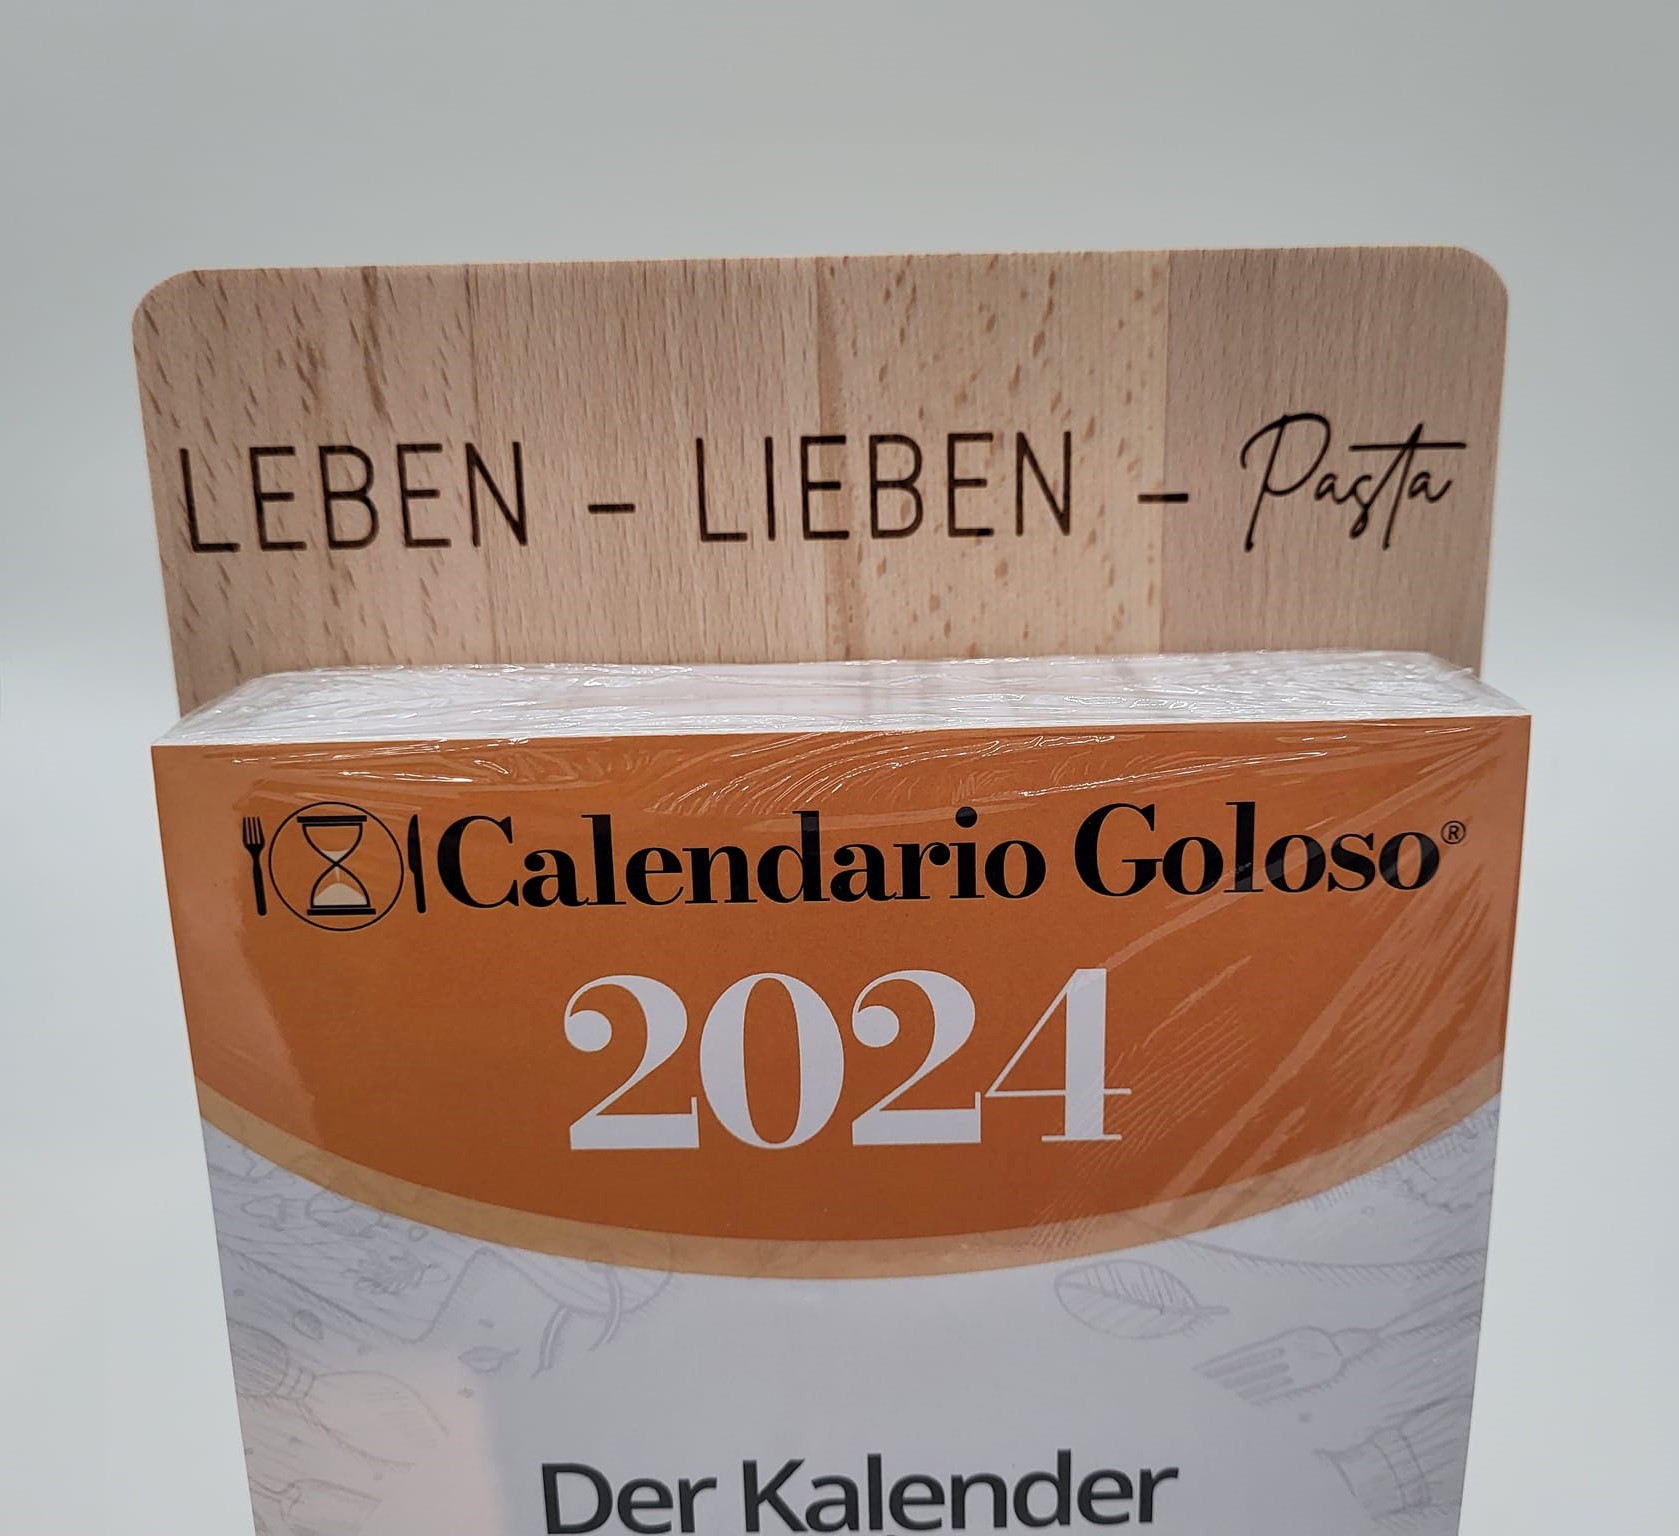 LEBEN - LIEBEN - Pasta
Calendario Goloso®
2024
Der Kalender